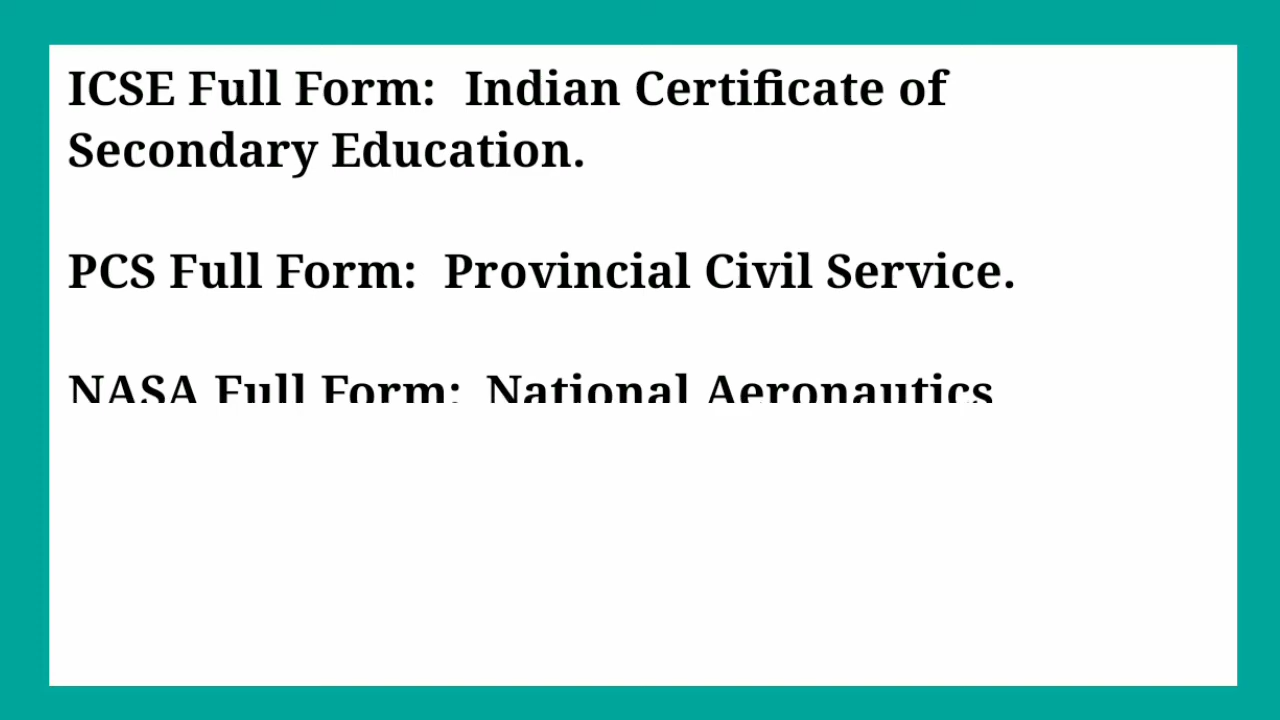 ICSE Full Form: Indian Certificate of
Secondary Education.
PCS Full Form: Provincial Civil Service.
NASA Full Form: National Aeronautics